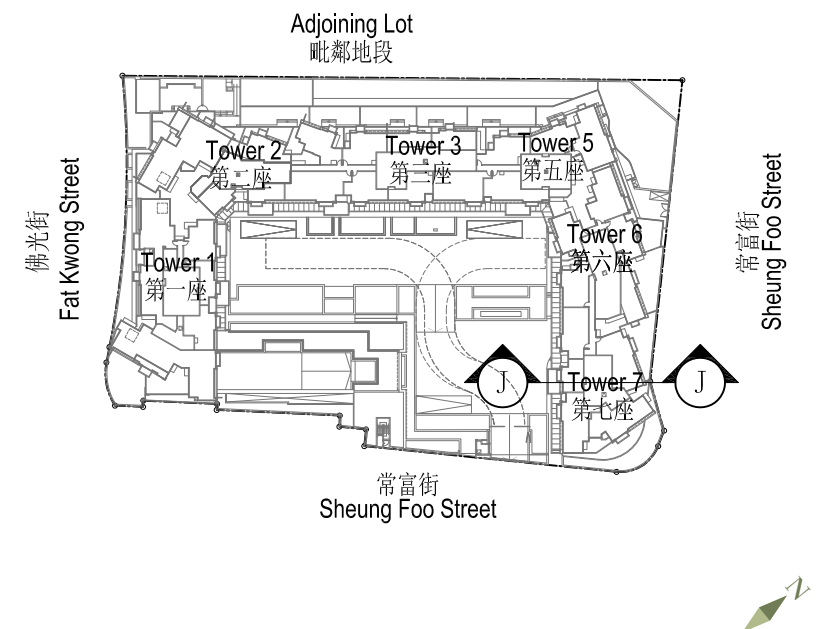 Adjoining Lot
毗鄰地段
Tower 2
第二座
Tower 3
第三座
Tower 5
第五座
佛光街
Fat Kwong Street
常富街
Sheung Foo Street
Tower 1
第一座
Tower 6
第六座
Tower 7
第七座
J
J
常富街
Sheung Foo Street
N